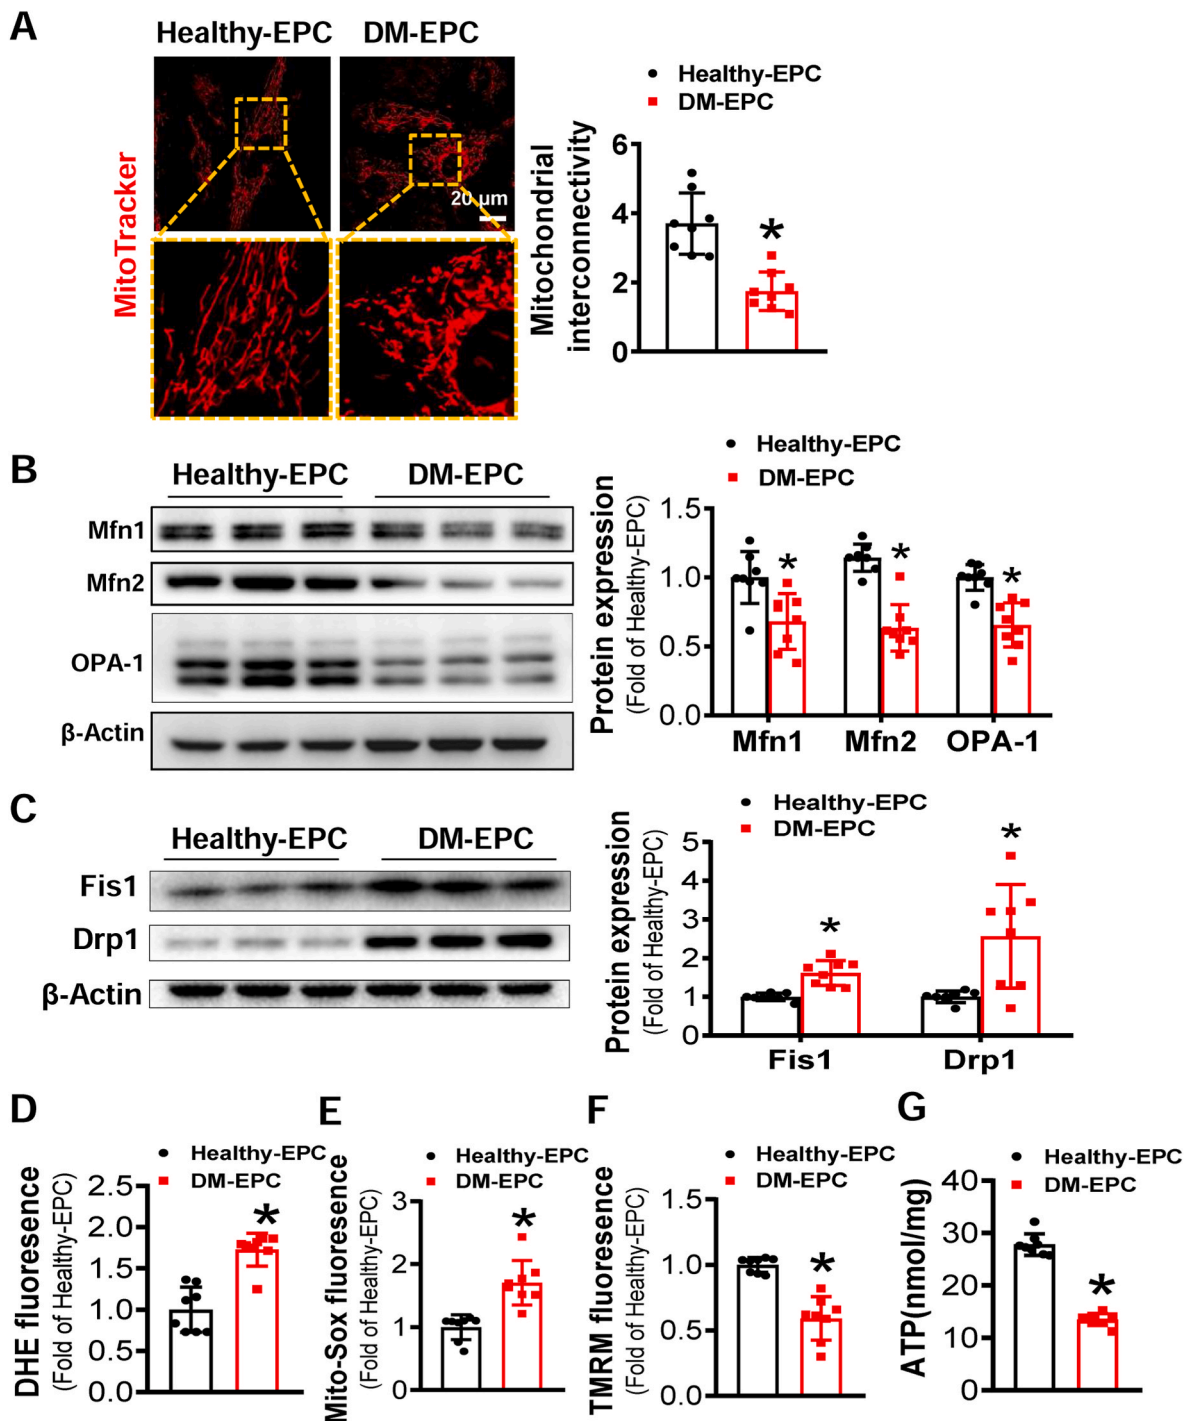 A
Healthy-EPC DM-EPC
MitoTracker
20 μm
Healthy-EPC
DM-EPC
Mitochondrial
interconnectivity
6
4
2
0
*
B
Healthy-EPC DM-EPC
Mfn1
Mfn2
OPA-1
β-Actin
Healthy-EPC
DM-EPC
Protein expression
(Fold of Healthy-EPC)
1.5
1.0
0.5
0.0
* * *
Mfn1 Mfn2 OPA-1
C
Healthy-EPC DM-EPC
Fis1
Drp1
β-Actin
Healthy-EPC
DM-EPC
Protein expression
(Fold of Healthy-EPC)
5
4
3
2
1
0
* *
Fis1 Drp1
D
Healthy-EPC
DM-EPC
DHE fluoresence
(Fold of Healthy-EPC)
2.5
2.0
1.5
1.0
0.5
0.0
*
E
Healthy-EPC
DM-EPC
Mito-Sox fluoresence
(Fold of Healthy-EPC)
3
2
1
0
*
F
Healthy-EPC
DM-EPC
TMRM fluoresence
(Fold of Healthy-EPC)
1.5
1.0
0.5
0.0
*
G
Healthy-EPC
DM-EPC
ATP(nmol/mg)
40
30
20
10
0
*